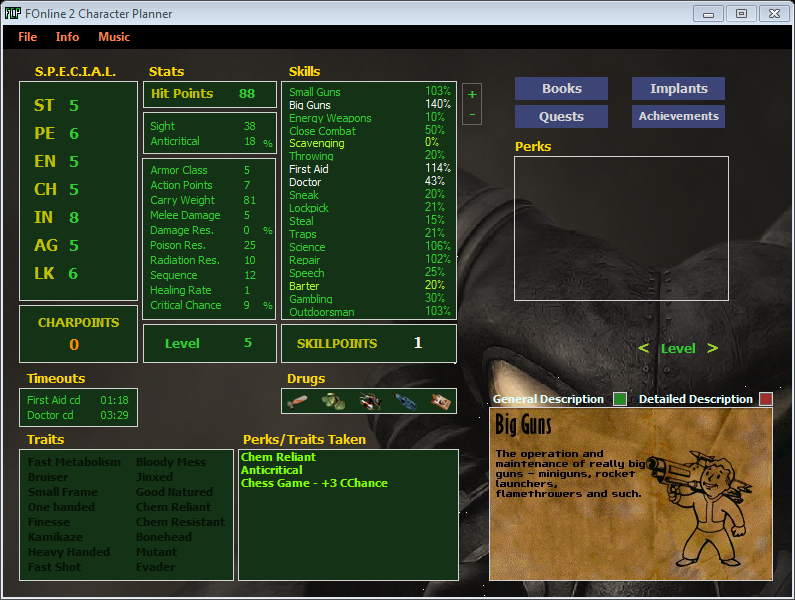 FOnline 2 Character Planner
File Info Music
S.P.E.C.I.A.L.
ST 5
PE 6
EN 5
CH 5
IN 8
AG 5
LK 6
CHARPOINTS
0
Stats
Hit Points 88
Sight 38
Anticritical 18 %
Armor Class 5
Action Points 7
Carry Weight 81
Melee Damage 5
Damage Res. 0 %
Poison Res. 25
Radiation Res. 10
Sequence 12
Healing Rate 1
Critical Chance 9 %
Level 5
Skills
Small Guns 103%
Big Guns 140%
Energy Weapons 10%
Close Combat 50%
Scavenging 0%
Throwing 20%
First Aid 114%
Doctor 43%
Sneak 20%
Lockpick 21%
Steal 15%
Traps 21%
Science 106%
Repair 102%
Speech 25%
Barter 20%
Gambling 30%
Outdoorsman 103%
+
-
SKILLPOINTS 1
Books Implants
Quests Achievements
Perks
< Level >
Timeouts
First Aid cd 01:18
Doctor cd 03:29
Drugs
Traits
Fast Metabolism Bloody Mess
Bruiser Jinxed
Small Frame Good Natured
One handed Chem Reliant
Finesse Chem Resistant
Kamikaze Bonehead
Heavy Handed Mutant
Fast Shot Evader
Perks/Traits Taken
Chem Reliant
Anticritical
Chess Game - +3 CChance
General Description Detailed Description
Big Guns
The operation and
maintenance of really big
guns - miniguns, rocket
launchers,
flamethrowers and such.